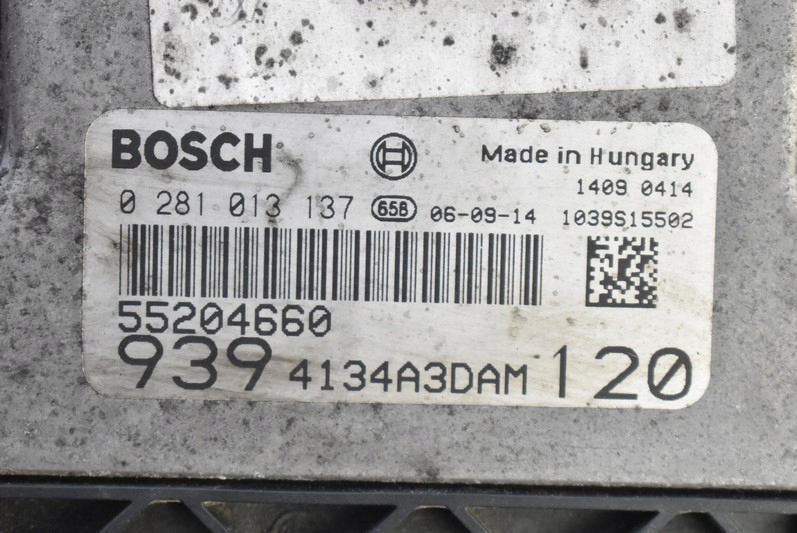 BOSCH Made in Hungary
1409 0414
0 281 013 137 658 06-09-14 1039S15502
55204660
939 4134A3DAM 120